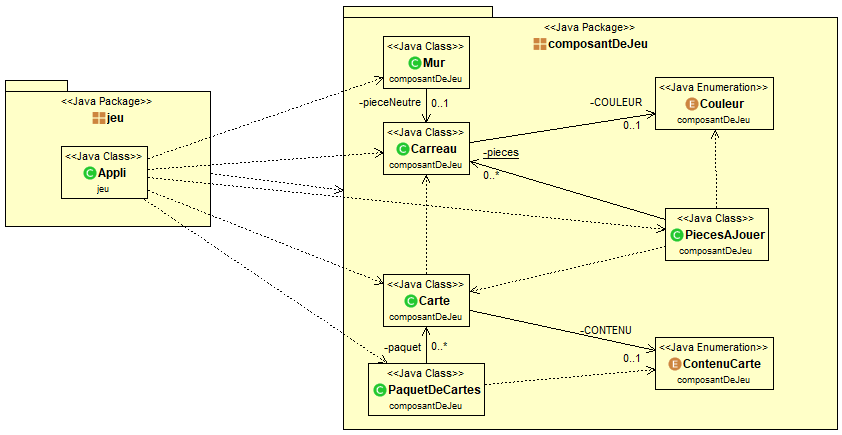 <<Java Package>>
jeu
<<Java Class>>
Appli
jeu
<<Java Package>>
composantDeJeu
<<Java Class>>
Mur
composantDeJeu
-pieceNeutre
0..1
<<Java Class>>
Carreau
composantDeJeu
-COULEUR
0..1
<<Java Enumeration>>
Couleur
composantDeJeu
-pieces
0..*
<<Java Class>>
PiecesAJouer
composantDeJeu
<<Java Class>>
Carte
composantDeJeu
-CONTENU
0..1
-paquet
0..*
<<Java Enumeration>>
ContenuCarte
composantDeJeu
<<Java Class>>
PaquetDeCartes
composantDeJeu